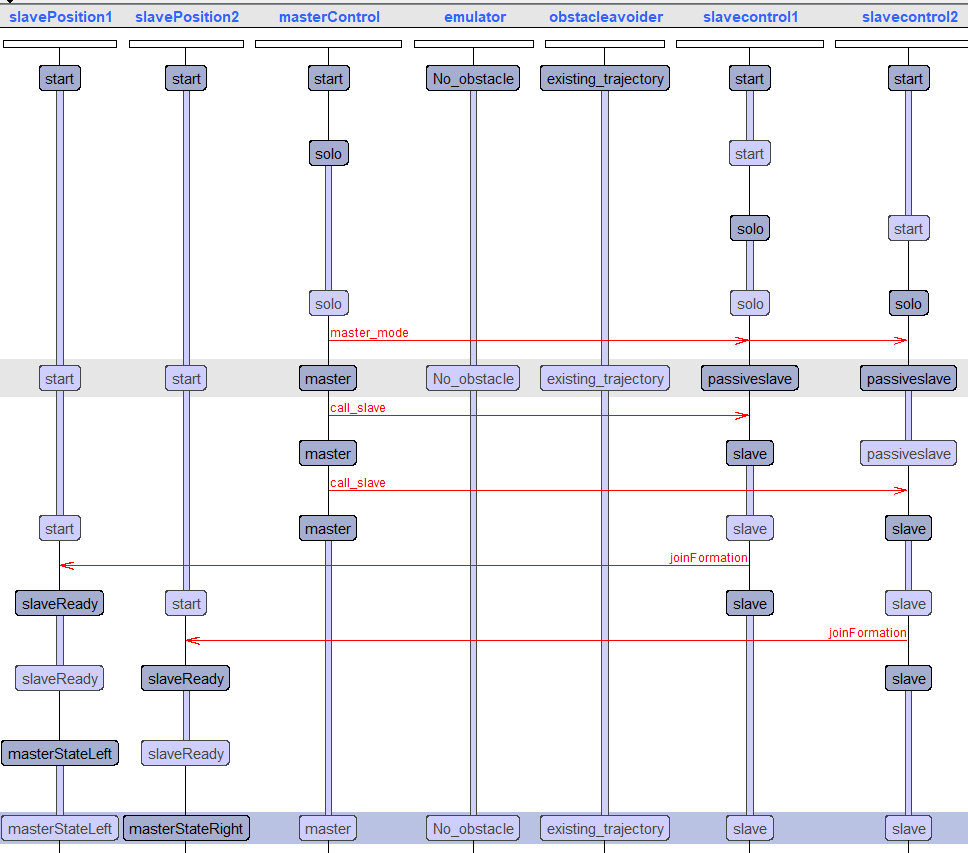 slavePosition1 slavePosition2 masterControl emulator obstacleavoider slavecontrol1 slavecontrol2
start start start No_obstacle existing_trajectory start start
solo start
solo start
solo solo solo
master_mode
start start master No_obstacle existing_trajectory passiveslave passiveslave
call_slave
master slave passiveslave
call_slave
start master slave slave
joinFormation
slaveReady start slave slave
joinFormation
slaveReady slaveReady slave
masterStateLeft slaveReady
masterStateLeft masterStateRight master No_obstacle existing_trajectory slave slave